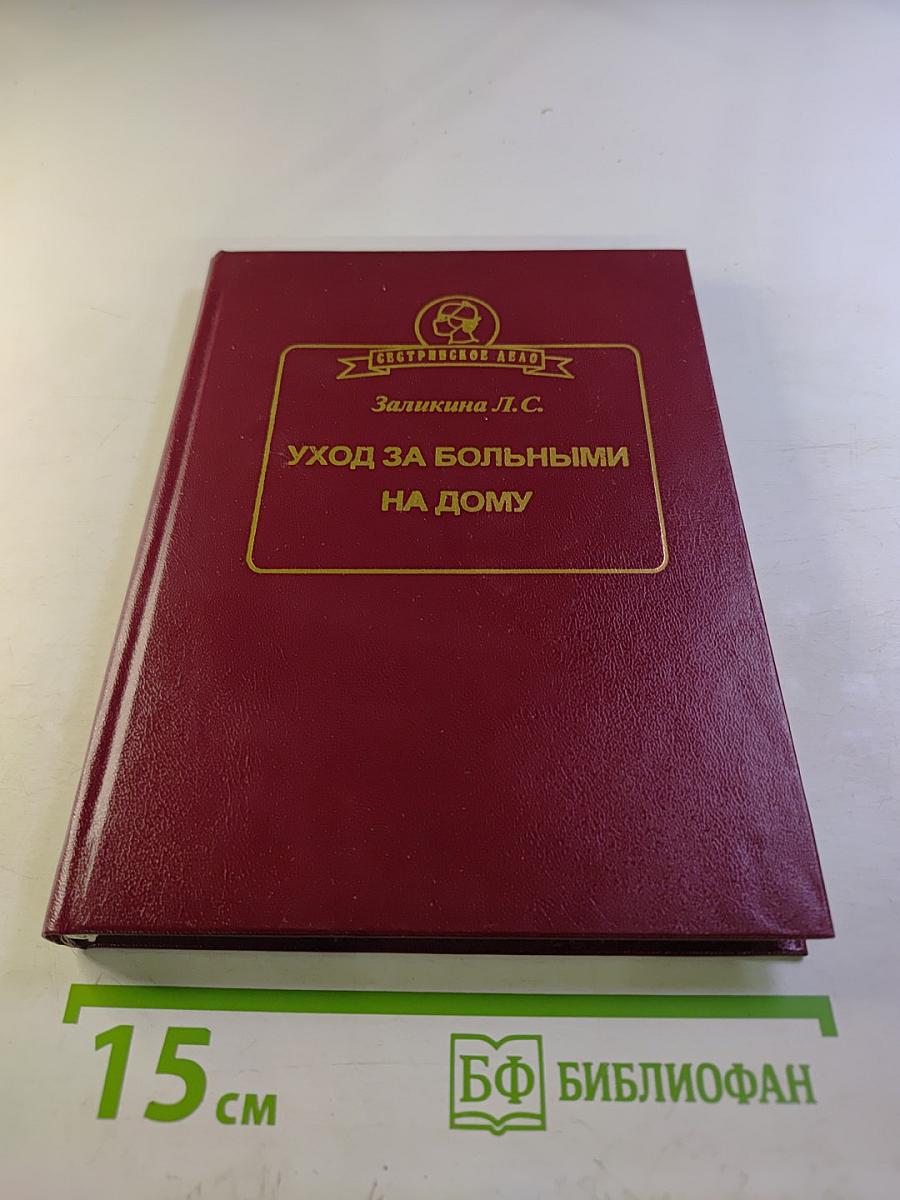 СЕСТРИНСКОЕ ДЕЛО
Заликина Л.С.
УХОД ЗА БОЛЬНЫМИ
НА ДОМУ
15 см
БФ БИБЛИОФАН